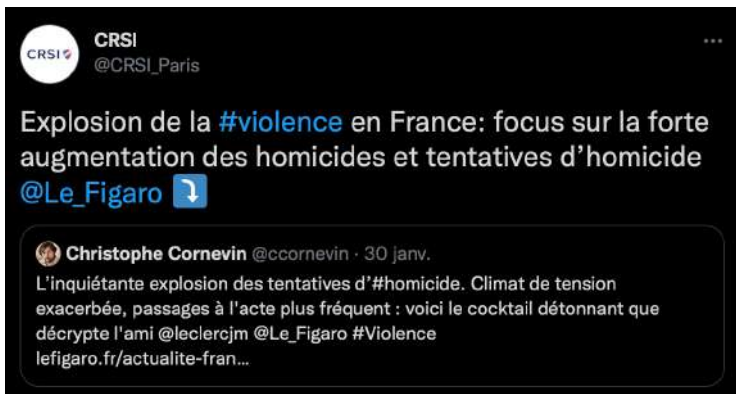 CRSI
CRSI
@CRSI_Paris
Explosion de la #violence en France: focus sur la forte
augmentation des homicides et tentatives d’homicide
@Le_Figaro ⤵️
Christophe Cornevin @ccornevin · 30 janv.
L'inquiétante explosion des tentatives d'#homicide. Climat de tension
exacerbée, passages à l'acte plus fréquent : voici le cocktail détonnant que
décrypte l'ami @leclercjm @Le_Figaro #Violence
lefigaro.fr/actualite-fran...